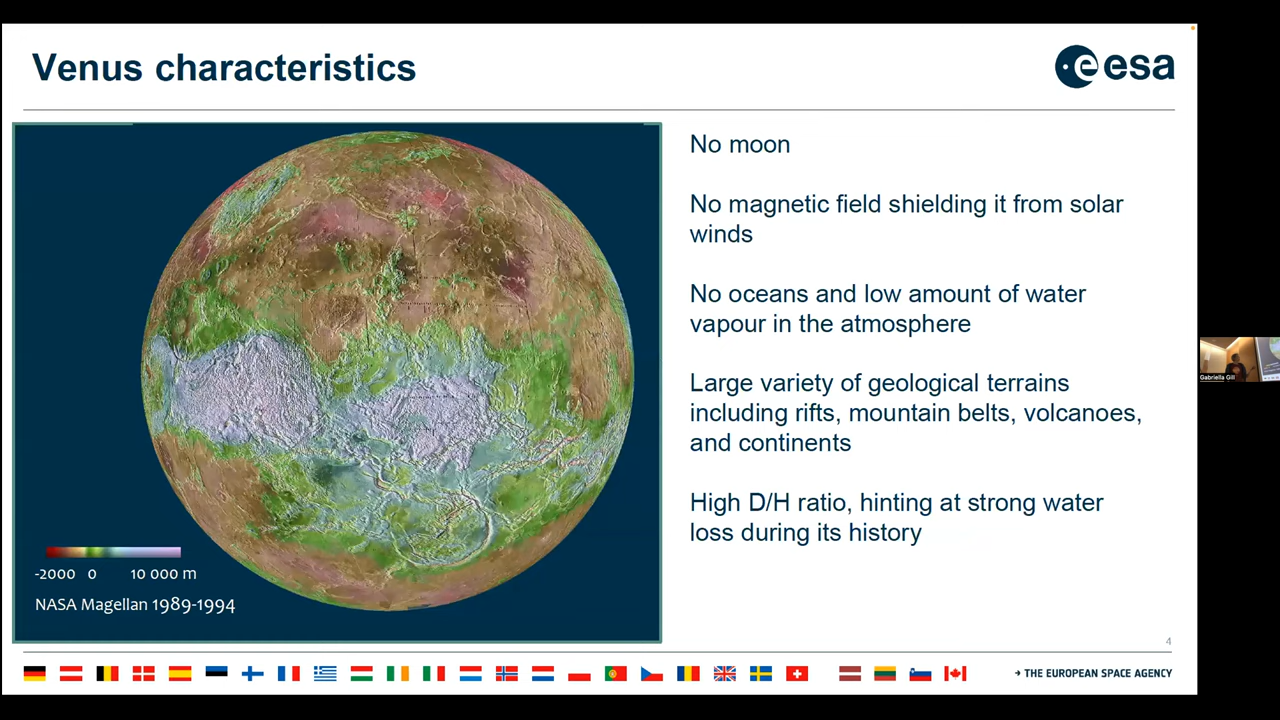 Venus characteristics
esa
No moon
No magnetic field shielding it from solar
winds
No oceans and low amount of water
vapour in the atmosphere
Large variety of geological terrains
including rifts, mountain belts, volcanoes,
and continents
High D/H ratio, hinting at strong water
loss during its history
-2000 0 10 000 m
NASA Magellan 1989-1994
Gabriella Gill
4
→ THE EUROPEAN SPACE AGENCY